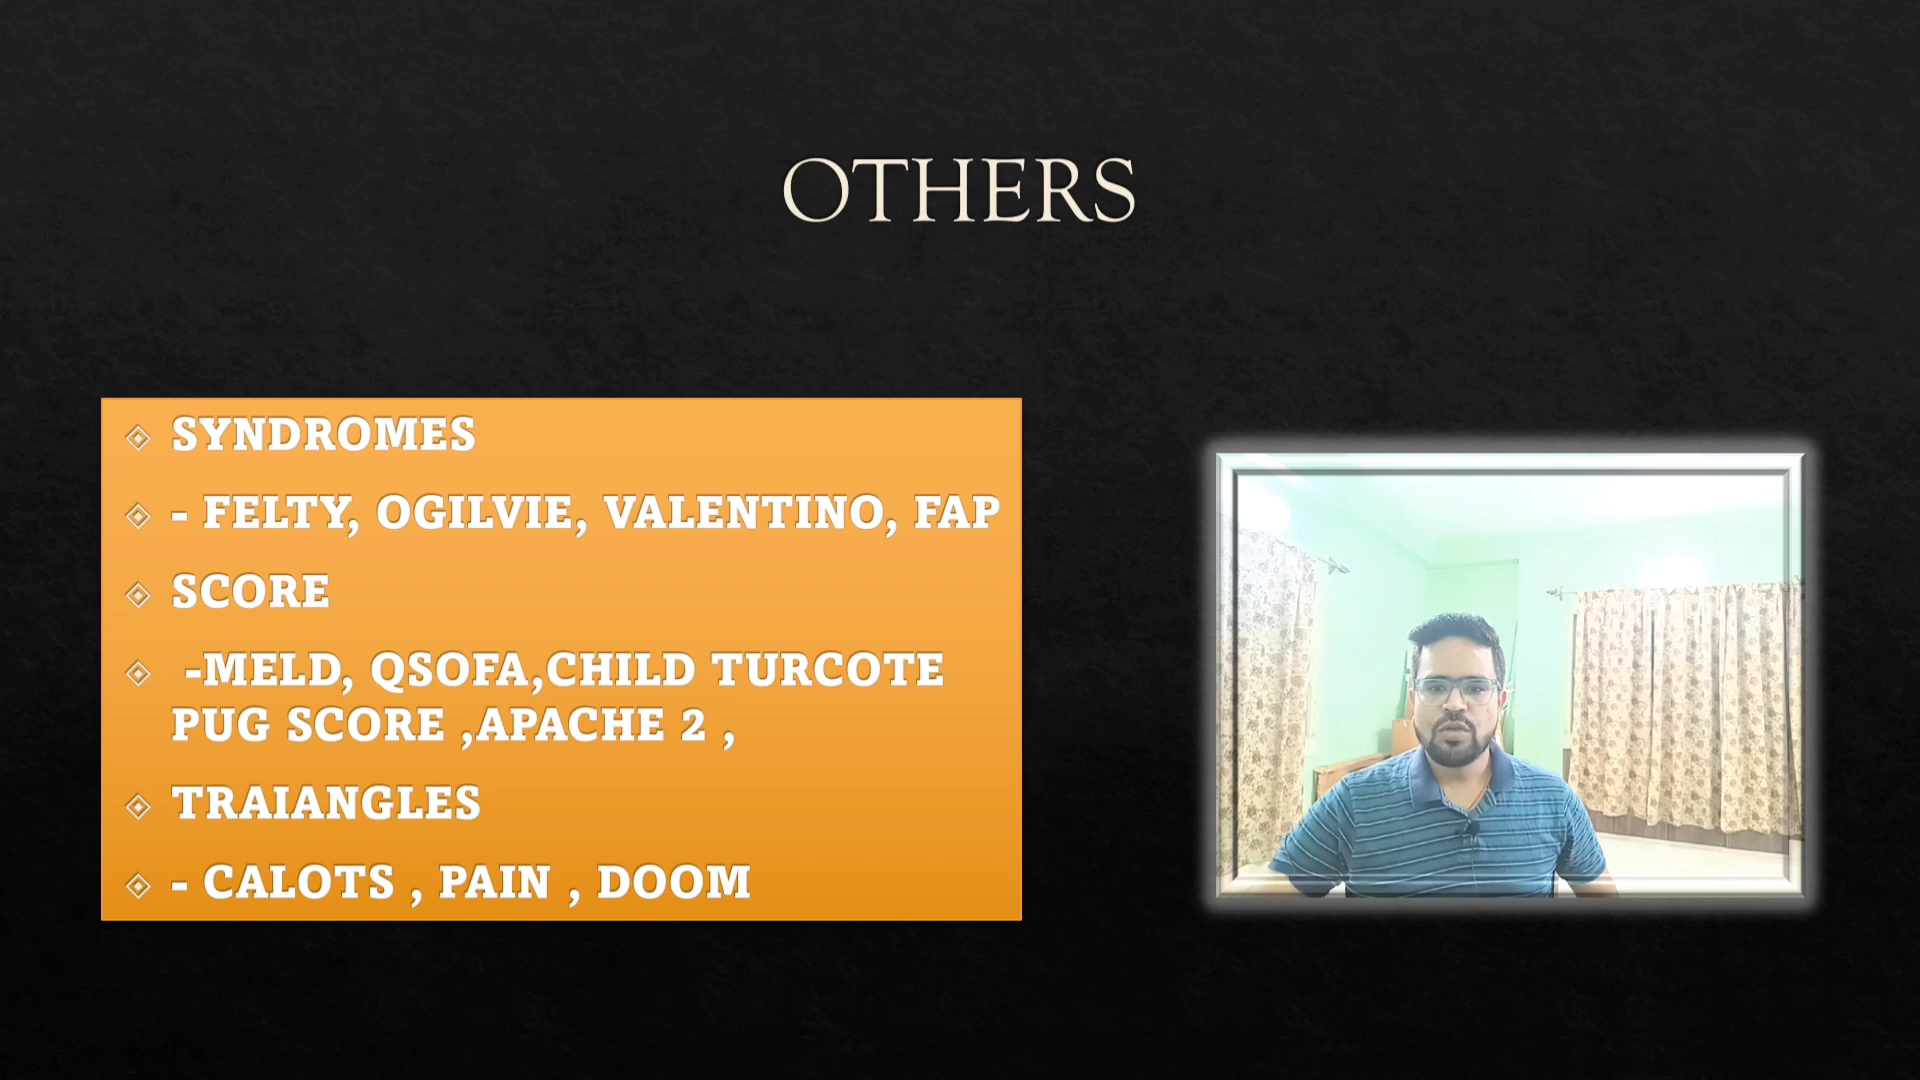 OTHERS
SYNDROMES
- FELTY, OGILVIE, VALENTINO, FAP
SCORE
-MELD, QSOFA,CHILD TURCOTE
PUG SCORE ,APACHE 2 ,
TRAIANGLES
- CALOTS , PAIN , DOOM